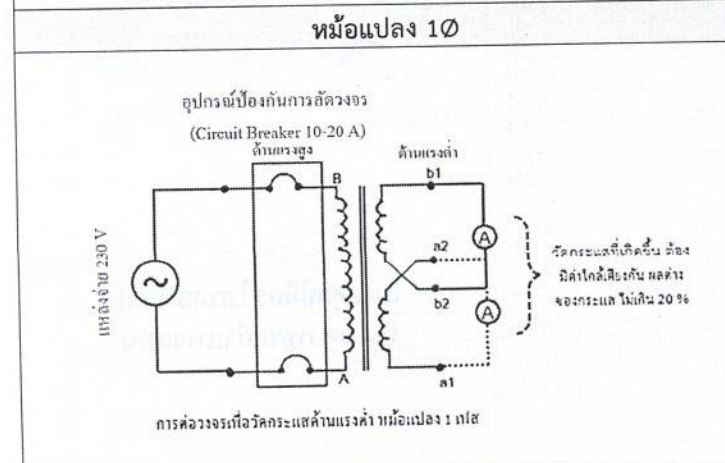 หม้อแปลง 1Ø
อุปกรณ์ป้องกันการลัดวงจร
(Circuit Breaker 10-20 A)
ด้านแรงสูง
ด้านแรงต่ำ
B
b1
A
a2
แหล่งจ่าย 230 V
b2
A
วัดกระแสที่เกิดขึ้น ต้อง
มีค่าใกล้เคียงกัน ผลต่าง
ของกระแส ไม่เกิน 20 %
A
a1
การต่อวงจรเพื่อวัดกระแสด้านแรงต่ำ หม้อแปลง 1 เฟส